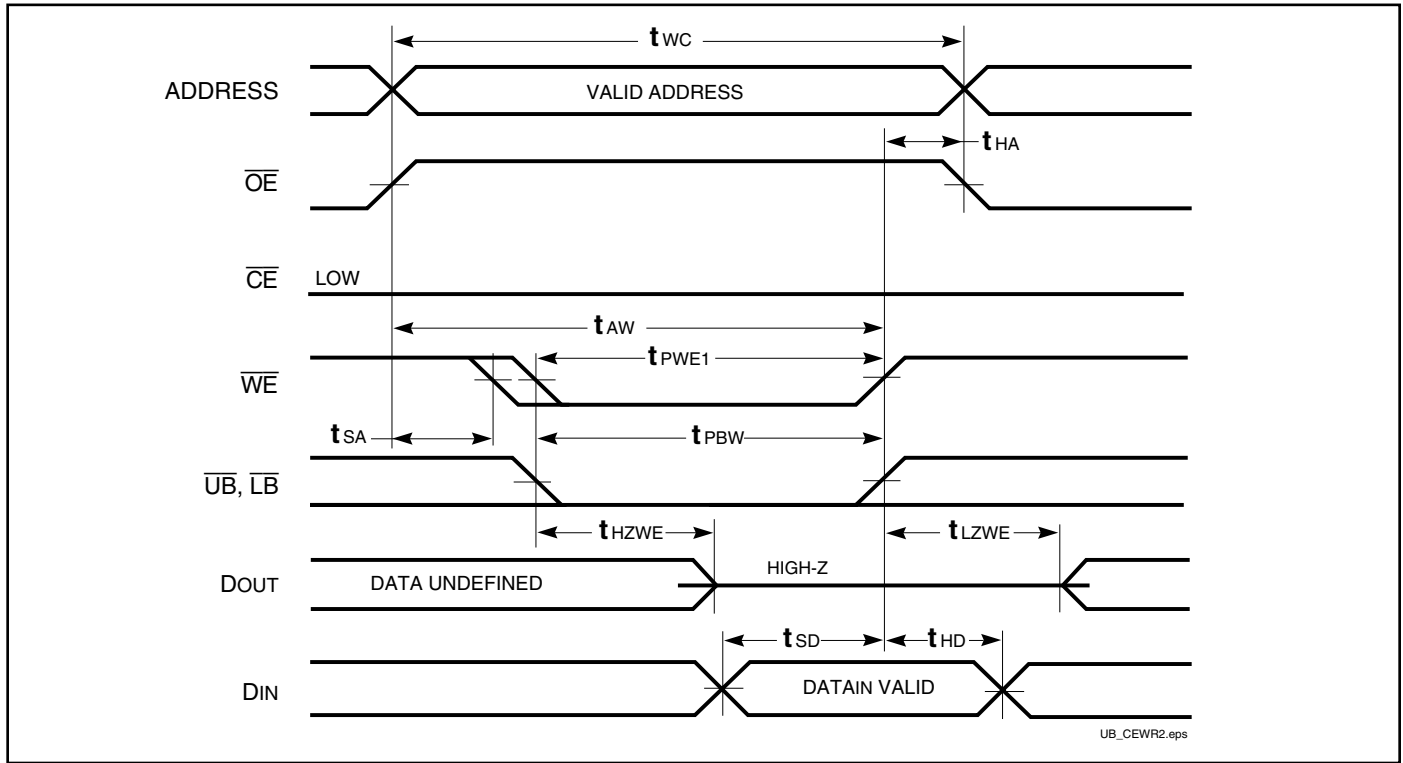 tWC
ADDRESS VALID ADDRESS
tHA
OE
CE LOW
tAW
tPWE1
WE
tSA tPBW
UB, LB
tHZWE tLZWE
DOUT DATA UNDEFINED HIGH-Z
tSD tHD
DIN DATAIN VALID
UB_CEWR2.eps